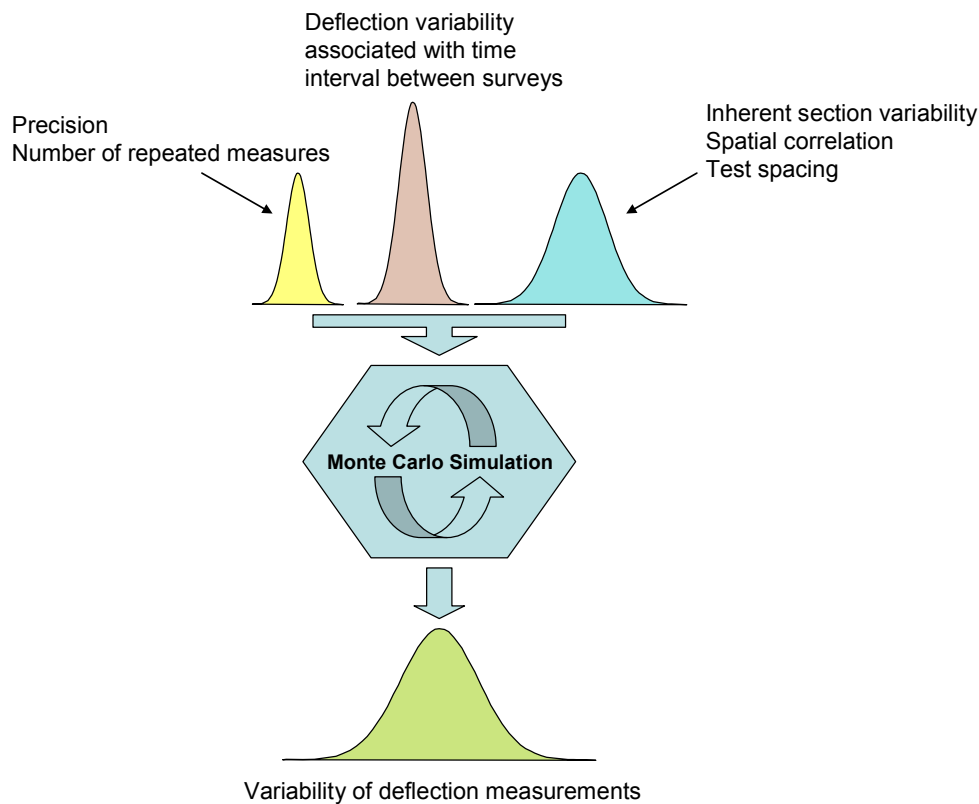 Deflection variability
associated with time
interval between surveys
Precision
Number of repeated measures
Inherent section variability
Spatial correlation
Test spacing
Monte Carlo Simulation
Variability of deflection measurements